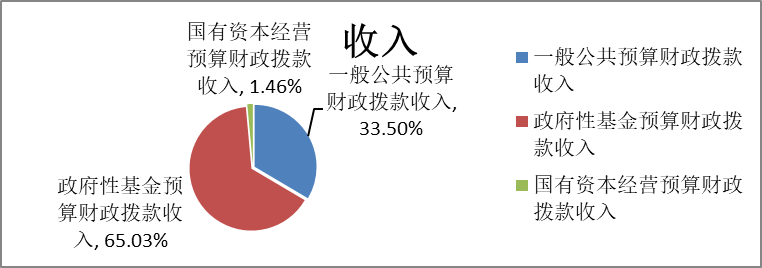 收入
国有资本经营
预算财政拨款
收入, 1.46%
一般公共预算
财政拨款收入,
33.50%
政府性基金预
算财政拨款收
入, 65.03%
一般公共预算财政拨款
收入
政府性基金预算财政拨
款收入
国有资本经营预算财政
拨款收入